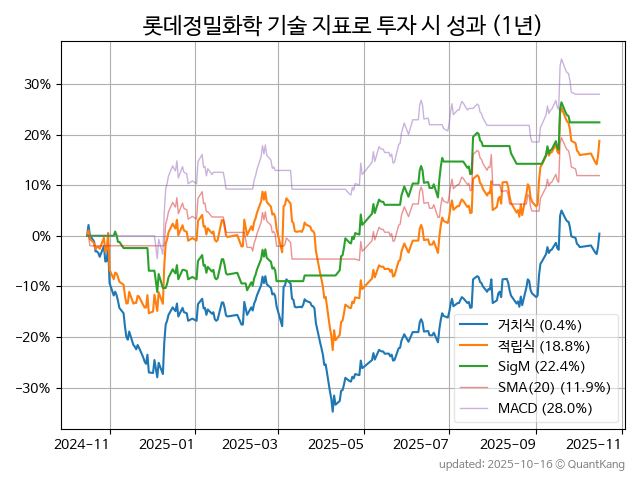 롯데정밀화학 기술 지표로 투자 시 성과 (1년)
30%
20%
10%
0%
−10%
−20%
−30%
거치식 (0.4%)
적립식 (18.8%)
SigM (22.4%)
SMA(20) (11.9%)
MACD (28.0%)
2024-11
2025-01
2025-03
2025-05
2025-07
2025-09
2025-11
updated: 2025-10-16 © QuantKang